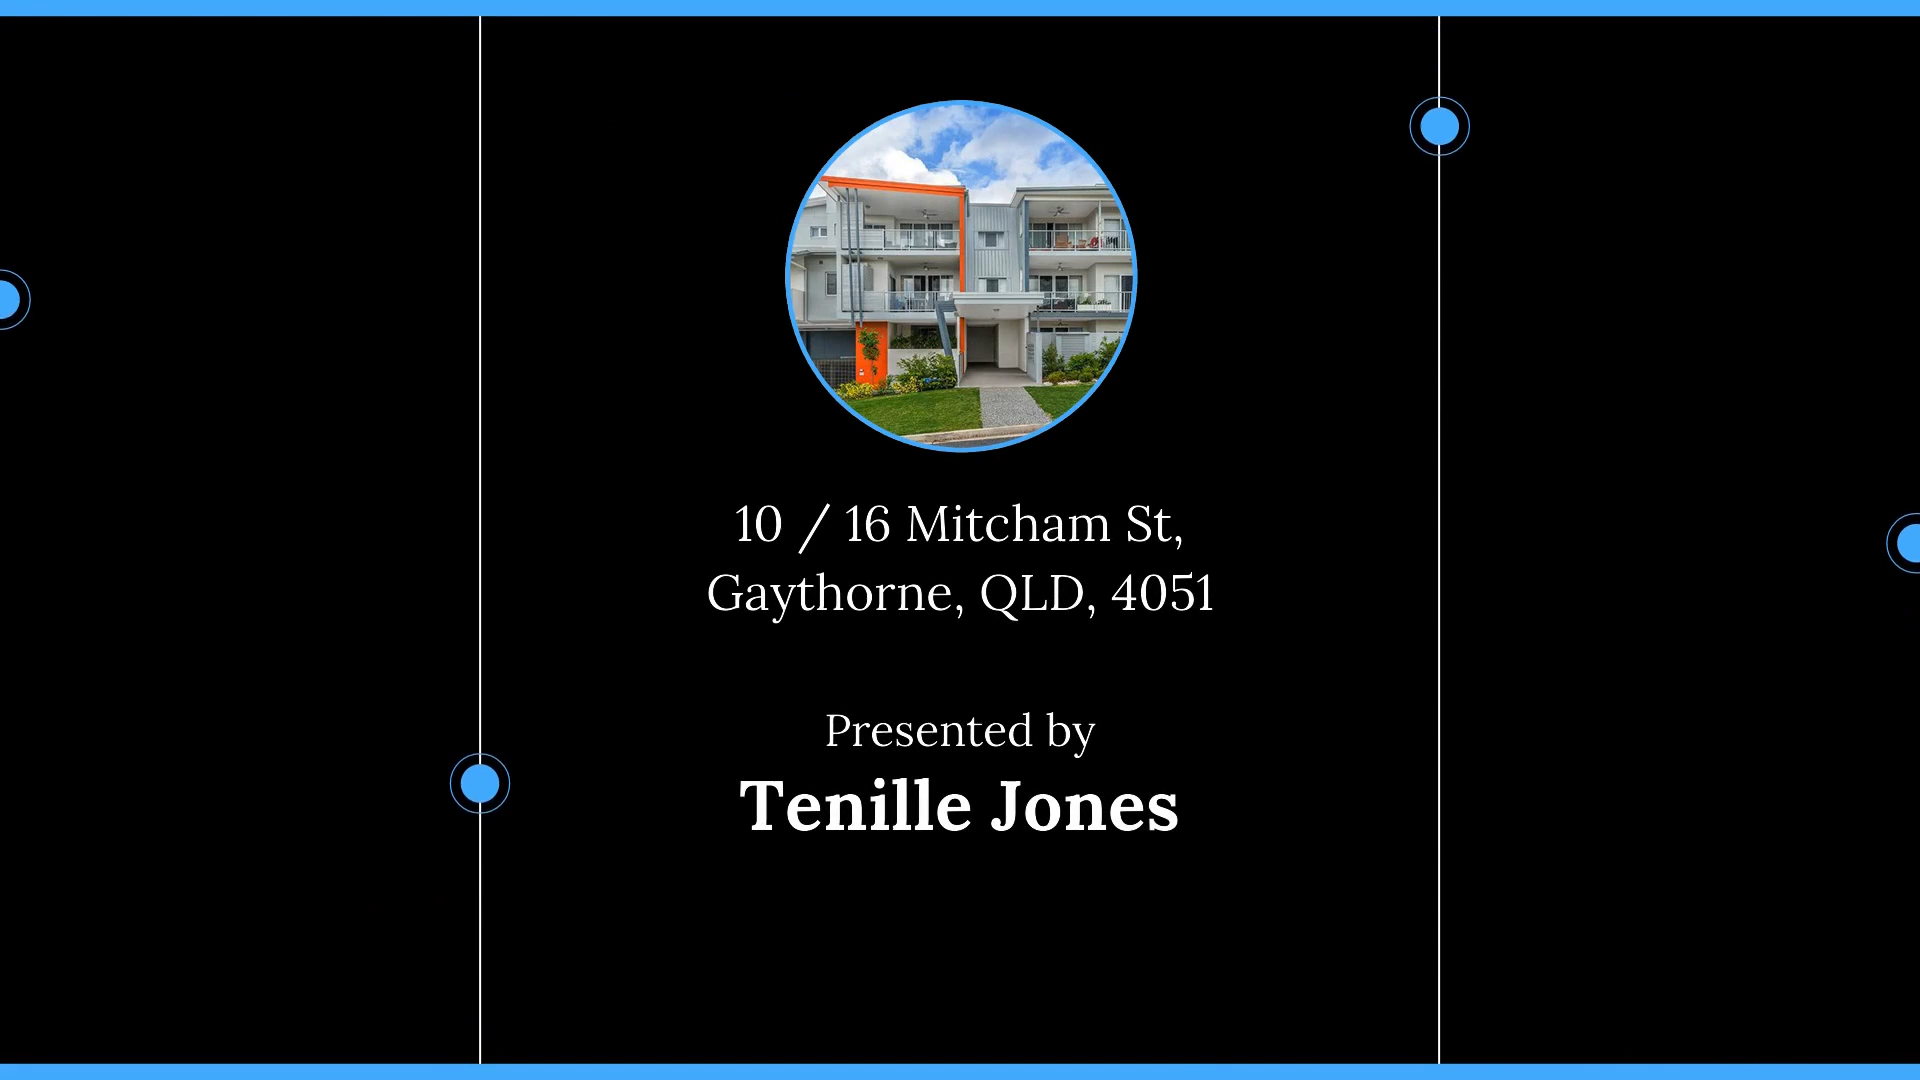 10 / 16 Mitcham St,
Gaythorne, QLD, 4051
Presented by
Tenille Jones